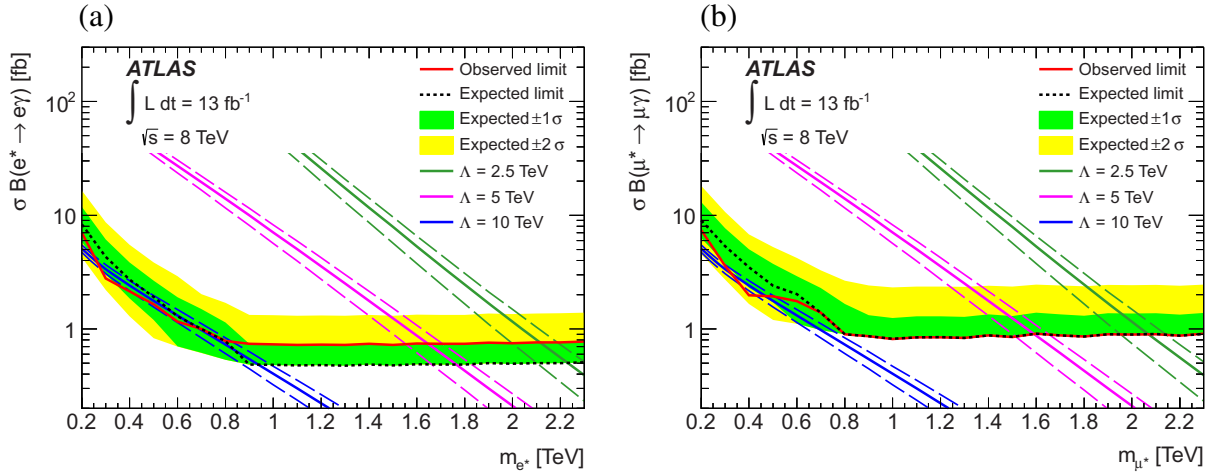 (a)
σ B(e* → eγ) [fb]
ATLAS
∫ L dt = 13 fb⁻¹
√s = 8 TeV
Observed limit
Expected limit
Expected ±1σ
Expected ±2 σ
Λ = 2.5 TeV
Λ = 5 TeV
Λ = 10 TeV
10²
10
1
0.2 0.4 0.6 0.8 1 1.2 1.4 1.6 1.8 2 2.2
m_e* [TeV]
(b)
σ B(μ* → μγ) [fb]
ATLAS
∫ L dt = 13 fb⁻¹
√s = 8 TeV
Observed limit
Expected limit
Expected ±1σ
Expected ±2 σ
Λ = 2.5 TeV
Λ = 5 TeV
Λ = 10 TeV
10²
10
1
0.2 0.4 0.6 0.8 1 1.2 1.4 1.6 1.8 2 2.2
m_μ* [TeV]